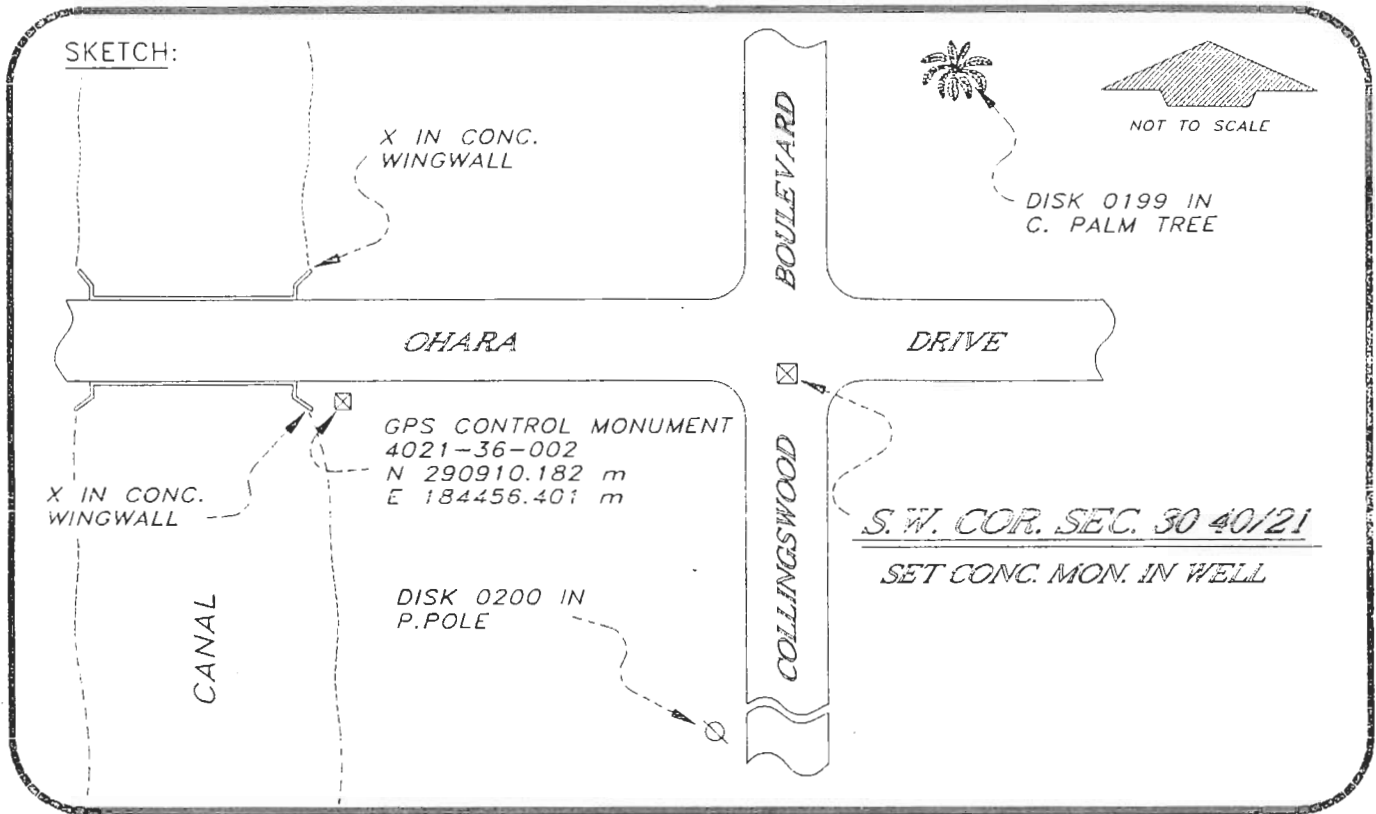 SKETCH:
X IN CONC.
WINGWALL
BOULEVARD
NOT TO SCALE
DISK 0199 IN
C. PALM TREE
OHARA
DRIVE
GPS CONTROL MONUMENT
4021-36-002
N 290910.182 m
E 184456.401 m
X IN CONC.
WINGWALL
COLLINGSWOOD
S.W. COR. SEC. 30 40/21
SET CONC. MON. IN WELL
DISK 0200 IN
P.POLE
CANAL